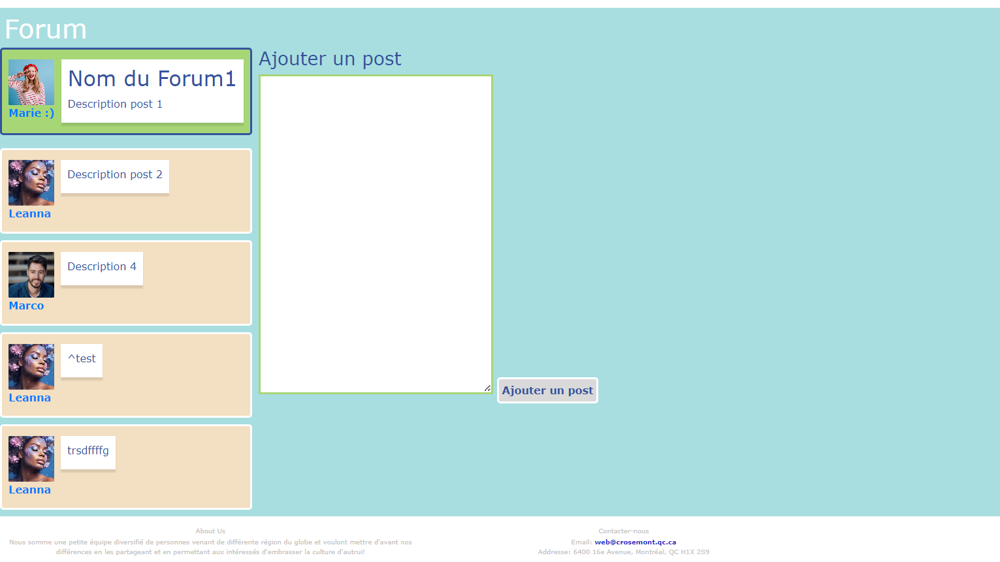 Forum
Nom du Forum1
Description post 1
Marie :)
Description post 2
Leanna
Description 4
Marco
^test
Leanna
trsdffffg
Leanna
Ajouter un post
Ajouter un post
About Us
Nous somme une petite équipe diversifié de personnes venant de différente région du globe et voulont mettre d'avant nos
différences en les partageant et en permettant aux intéressés d'embrasser la culture d'autrui!
Contacter-nous
Email: web@crosemont.qc.ca
Addresse: 6400 16e Avenue, Montréal, QC H1X 2S9